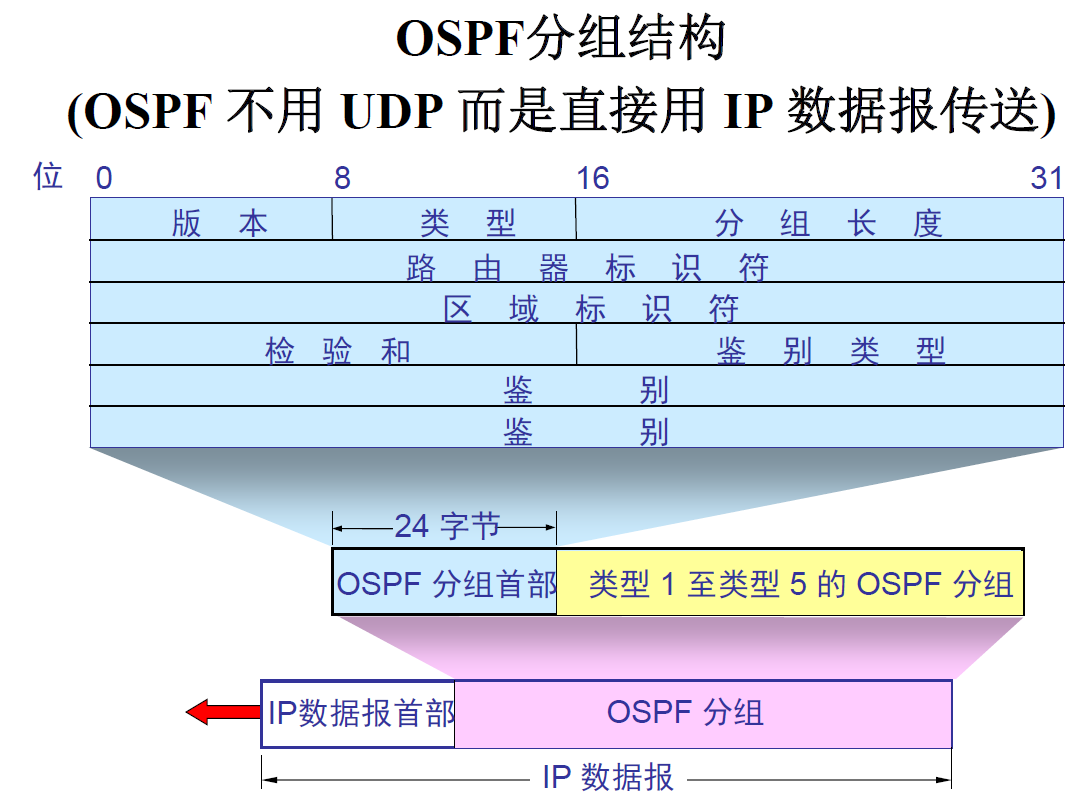 OSPF分组结构
(OSPF 不用 UDP 而是直接用 IP 数据报传送)
位 0 8 16 31
版 本 类 型 分 组 长 度
路 由 器 标 识 符
区 域 标 识 符
检 验 和 鉴 别 类 型
鉴 别
鉴 别
24 字节
OSPF 分组首部 类型 1 至类型 5 的 OSPF 分组
IP数据报首部 OSPF 分组
IP 数据报